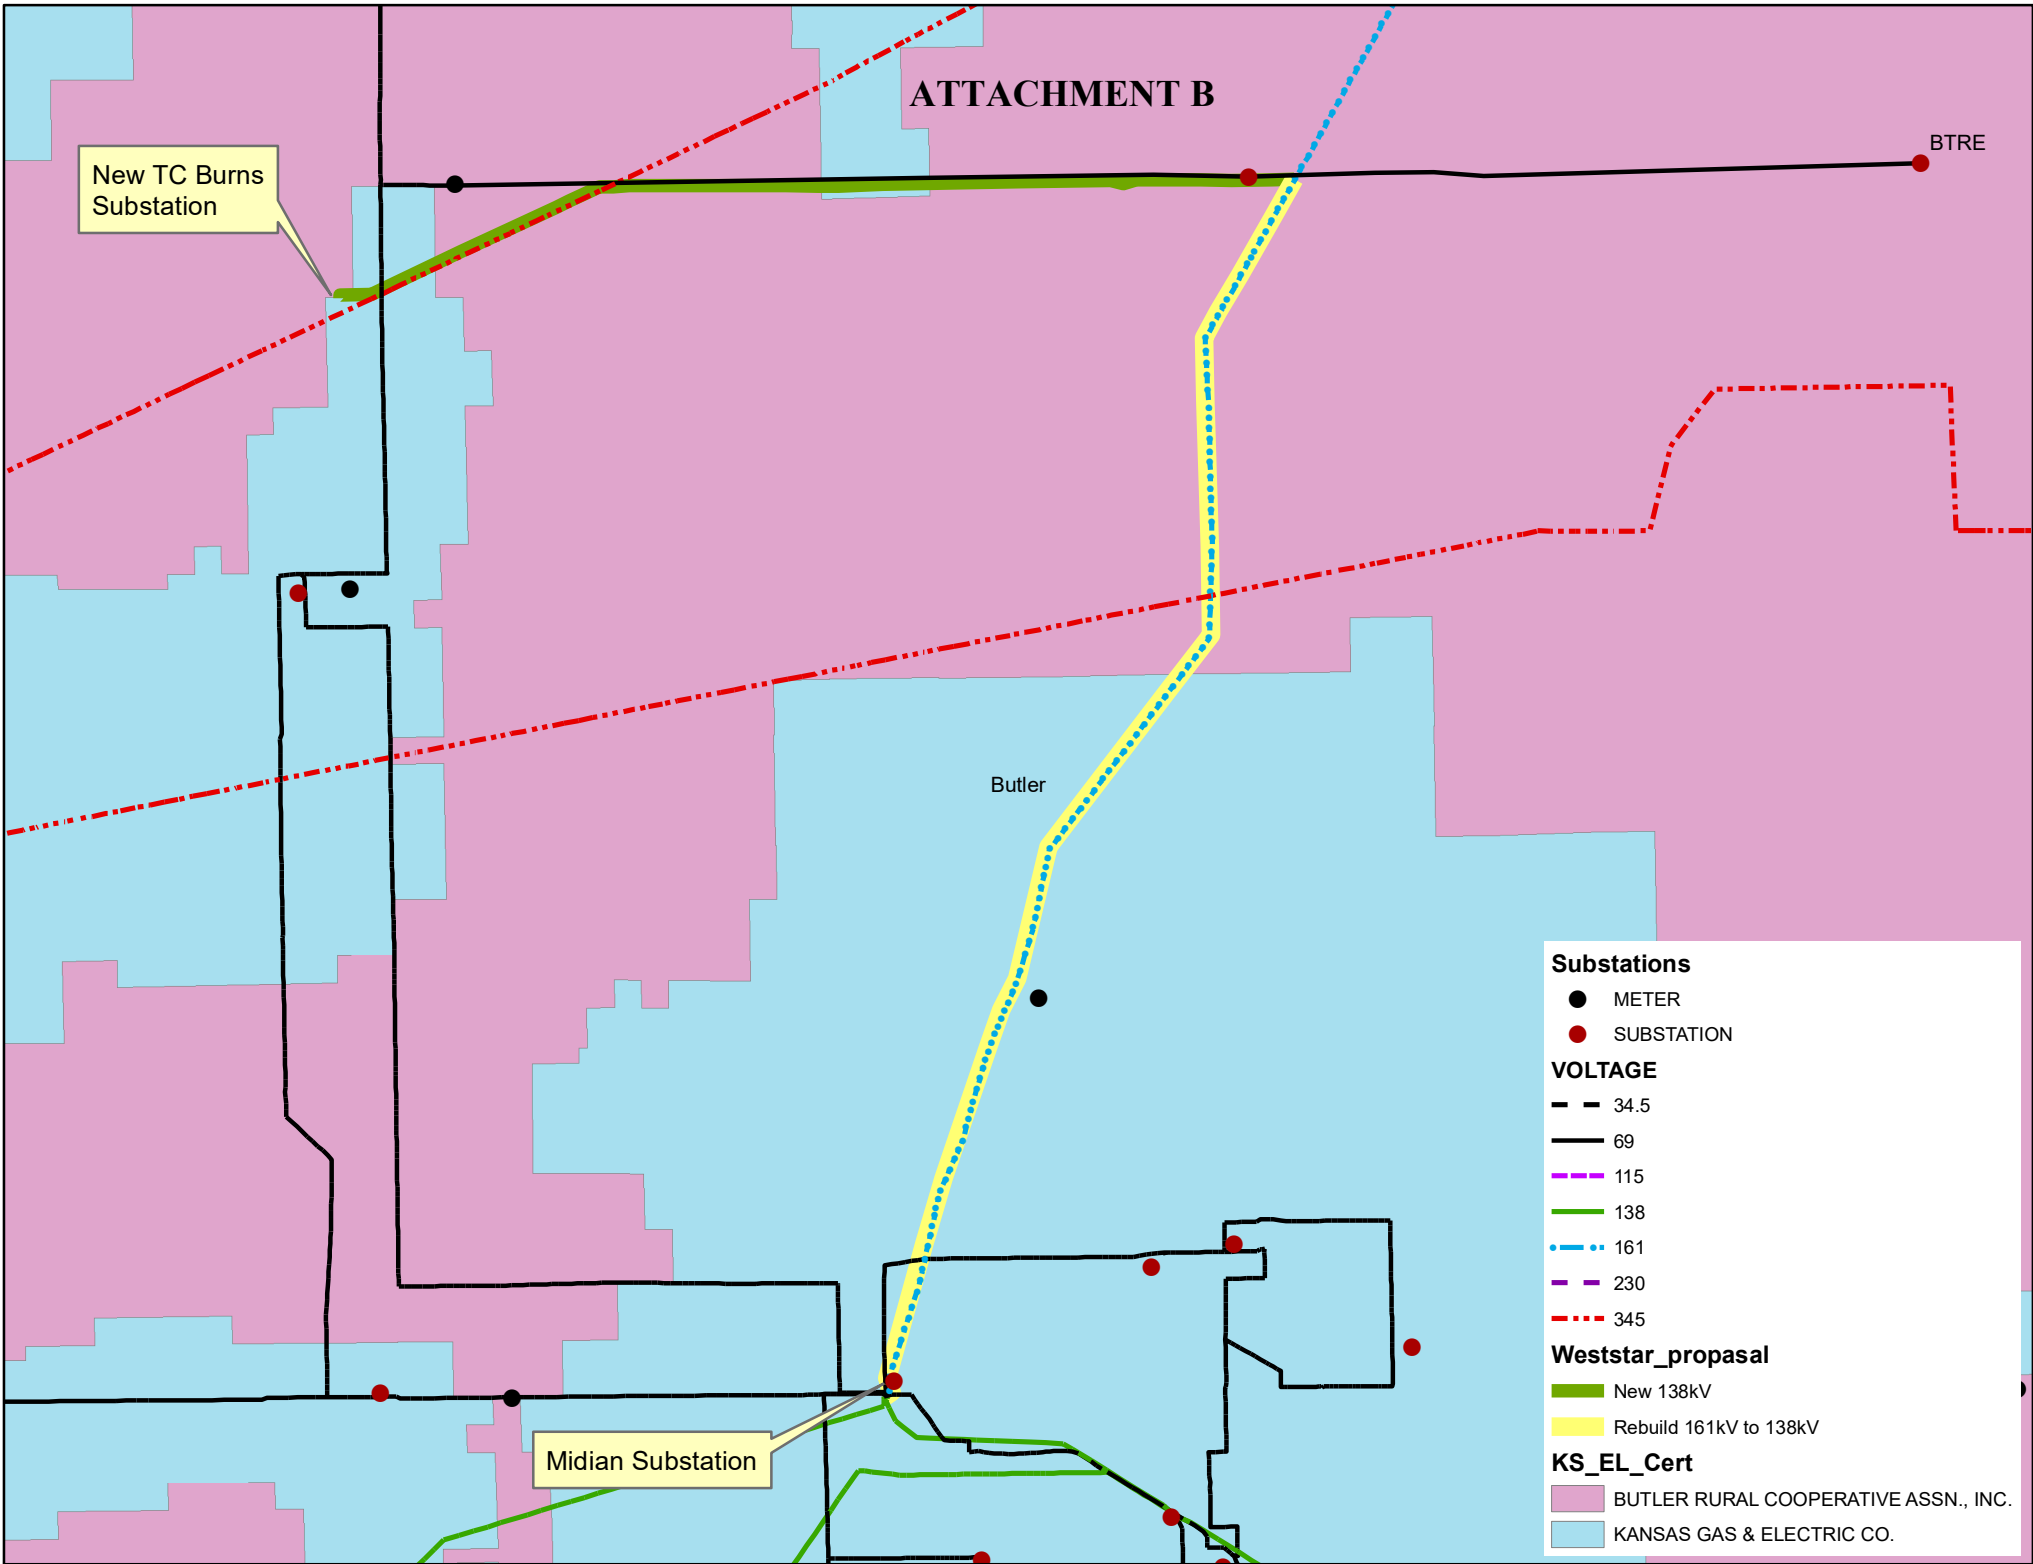 ATTACHMENT B
BTRE
New TC Burns
Substation
Butler
Midian Substation
Substations
METER
SUBSTATION
VOLTAGE
34.5
69
115
138
161
230
345
Weststar_propasal
New 138kV
Rebuild 161kV to 138kV
KS_EL_Cert
BUTLER RURAL COOPERATIVE ASSN., INC.
KANSAS GAS & ELECTRIC CO.